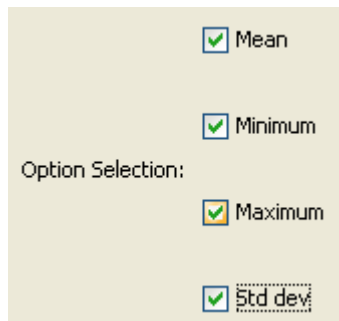 Mean
Minimum
Option Selection:
Maximum
Std dev